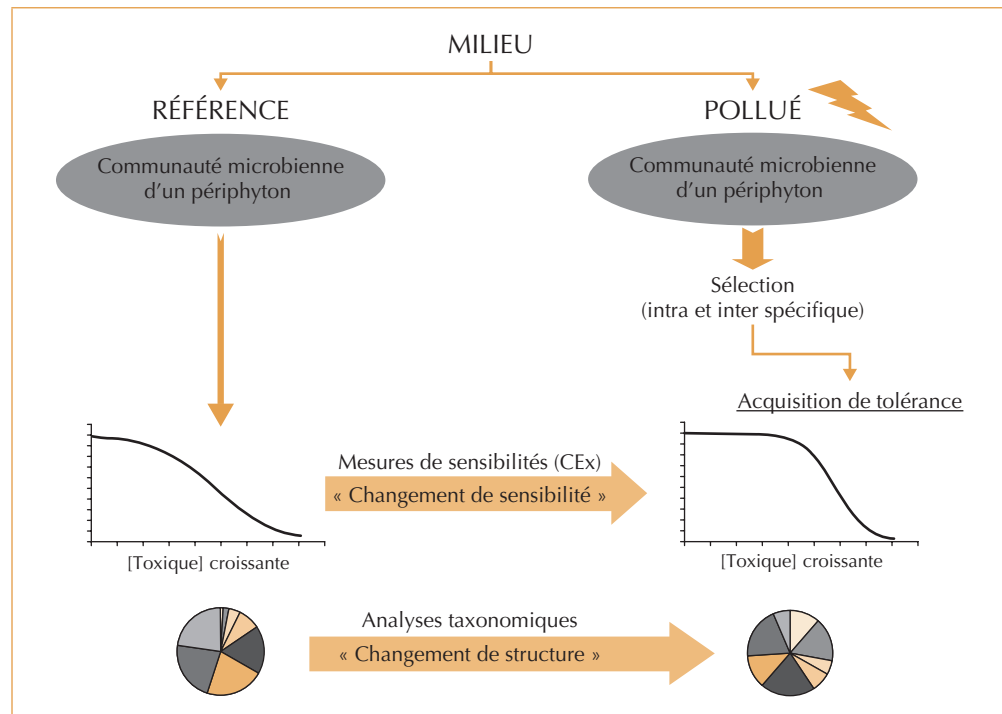 MILIEU
RÉFÉRENCE
POLLUÉ
Communauté microbienne
d'un périphyton
Communauté microbienne
d'un périphyton
Sélection
(intra et inter spécifique)
Acquisition de tolérance
Mesures de sensibilités (CEx)
« Changement de sensibilité »
[Toxique] croissante
[Toxique] croissante
Analyses taxonomiques
« Changement de structure »